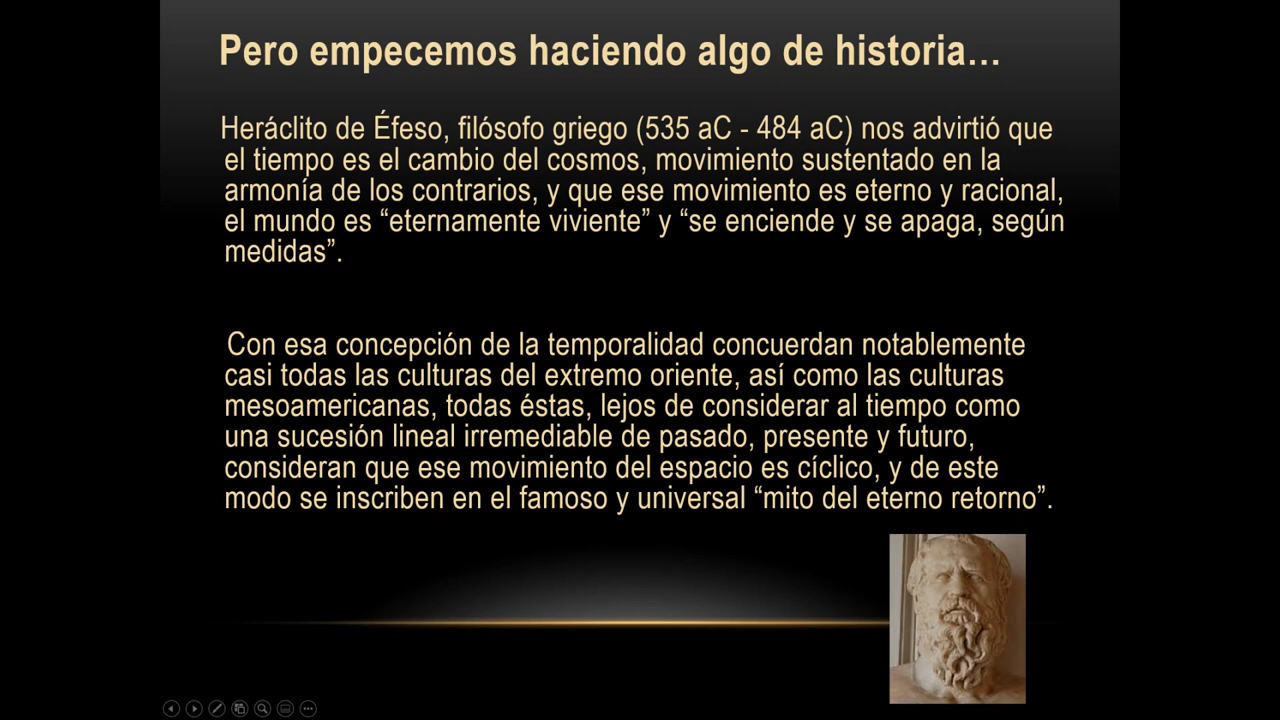 Pero empecemos haciendo algo de historia...
Heráclito de Éfeso, filósofo griego (535 aC - 484 aC) nos advirtió que
el tiempo es el cambio del cosmos, movimiento sustentado en la
armonía de los contrarios, y que ese movimiento es eterno y racional,
el mundo es “eternamente viviente” y “se enciende y se apaga, según
medidas”.
Con esa concepción de la temporalidad concuerdan notablemente
casi todas las culturas del extremo oriente, así como las culturas
mesoamericanas, todas éstas, lejos de considerar al tiempo como
una sucesión lineal irremediable de pasado, presente y futuro,
consideran que ese movimiento del espacio es cíclico, y de este
modo se inscriben en el famoso y universal “mito del eterno retorno”.